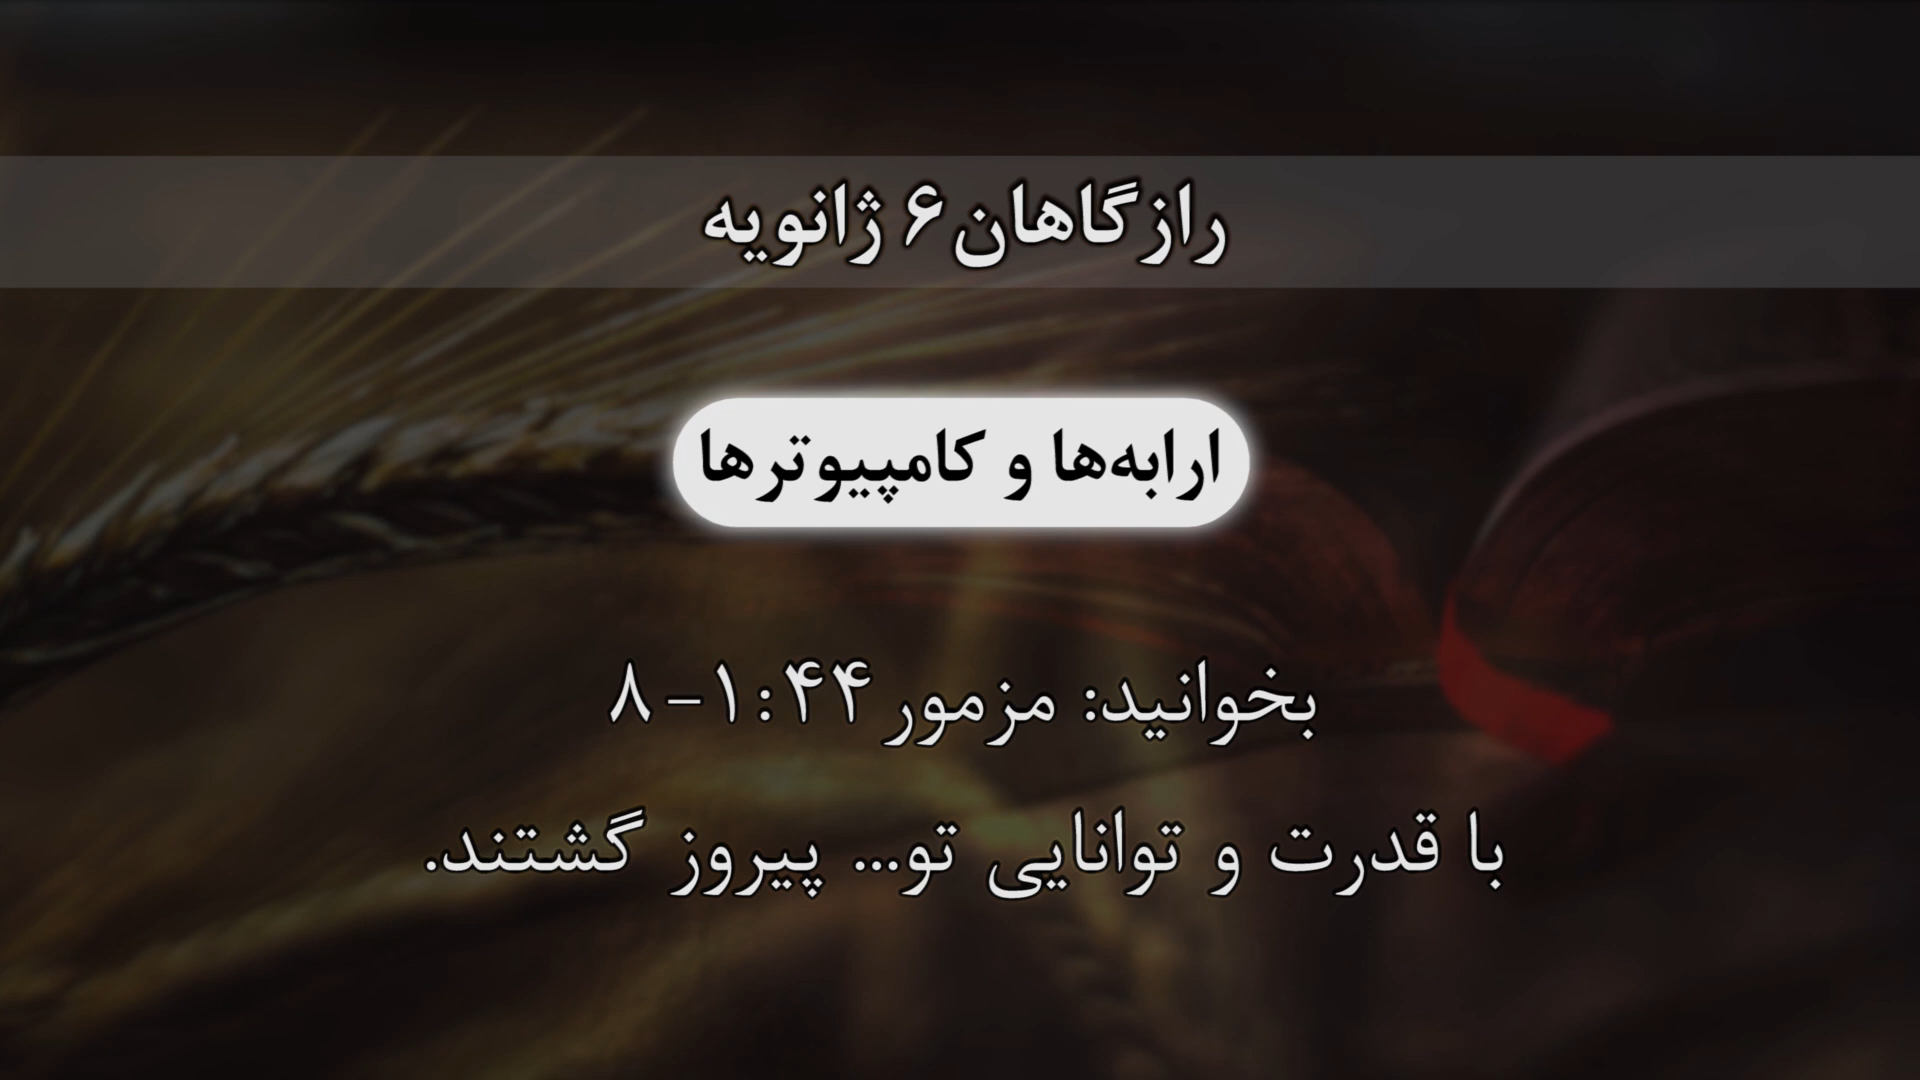 رازگاهان ۶ ژانویه
ارابه‌ها و کامپیوترها
بخوانید: مزمور ۴۴:۱-۸
با قدرت و توانایی تو... پیروز گشتند.